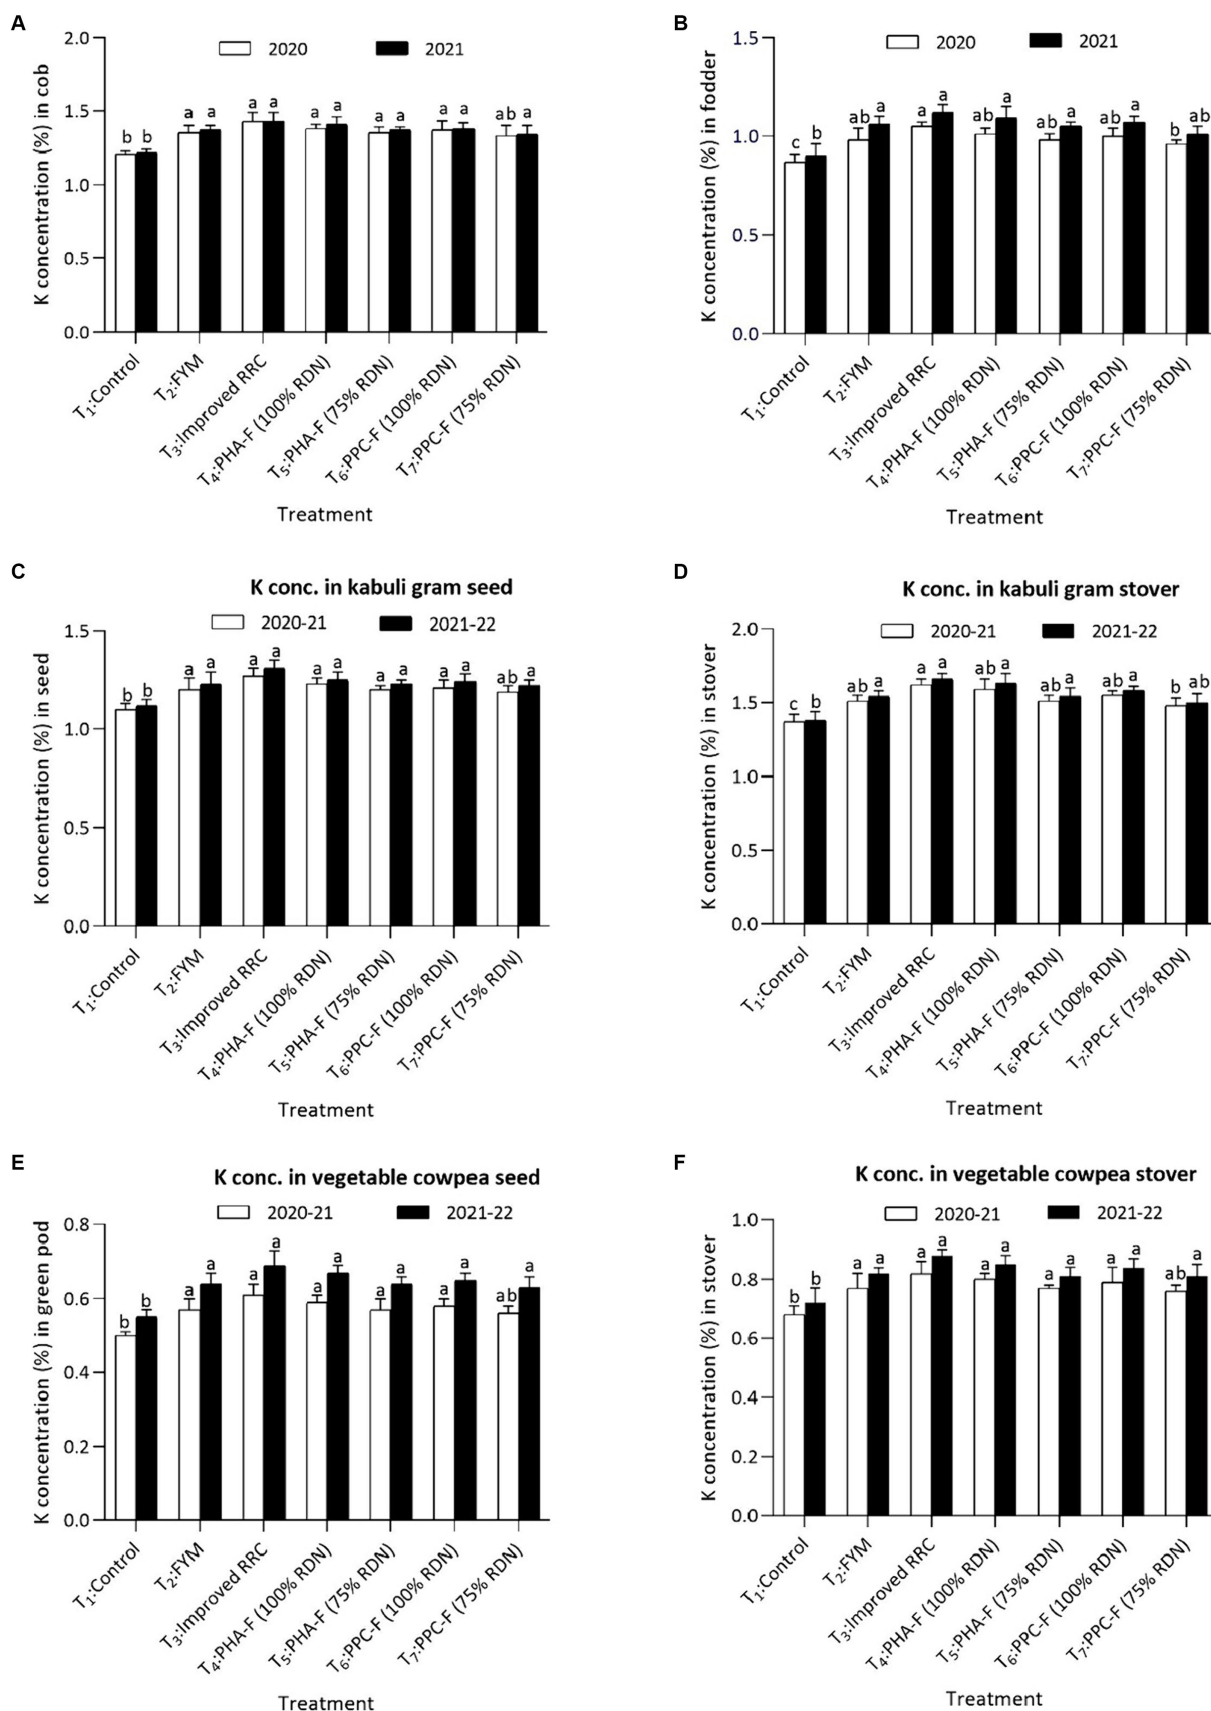 A
2020 2021
K concentration (%) in cob
2.0
1.5
1.0
0.5
0.0
b b a a a a a a a a a a ab a
T1:Control
T2:FYM
T3:Improved RRC
T4:PHA-F (100% RDN)
T5:PHA-F (75% RDN)
T6:PPC-F (100% RDN)
T7:PPC-F (75% RDN)
Treatment
B
2020 2021
K concentration (%) in fodder
1.5
1.0
0.5
0.0
c b ab a a a ab a ab a ab a b ab
T1:Control
T2:FYM
T3:Improved RRC
T4:PHA-F (100% RDN)
T5:PHA-F (75% RDN)
T6:PPC-F (100% RDN)
T7:PPC-F (75% RDN)
Treatment
C
K conc. in kabuli gram seed
2020-21 2021-22
K concentration (%) in seed
1.5
1.0
0.5
0.0
b b a a a a a a a a a a ab a
T1:Control
T2:FYM
T3:Improved RRC
T4:PHA-F (100% RDN)
T5:PHA-F (75% RDN)
T6:PPC-F (100% RDN)
T7:PPC-F (75% RDN)
Treatment
D
K conc. in kabuli gram stover
2020-21 2021-22
K concentration (%) in stover
2.0
1.5
1.0
0.5
0.0
c b ab a a a ab a ab a ab a b ab
T1:Control
T2:FYM
T3:Improved RRC
T4:PHA-F (100% RDN)
T5:PHA-F (75% RDN)
T6:PPC-F (100% RDN)
T7:PPC-F (75% RDN)
Treatment
E
K conc. in vegetable cowpea seed
2020-21 2021-22
K concentration (%) in green pod
0.8
0.6
0.4
0.2
0.0
b b a a a a a a a a a a ab a
T1:Control
T2:FYM
T3:Improved RRC
T4:PHA-F (100% RDN)
T5:PHA-F (75% RDN)
T6:PPC-F (100% RDN)
T7:PPC-F (75% RDN)
Treatment
F
K conc. in vegetable cowpea stover
2020-21 2021-22
K concentration (%) in stover
1.0
0.8
0.6
0.4
0.2
0.0
b b a a a a a a a a a a ab a
T1:Control
T2:FYM
T3:Improved RRC
T4:PHA-F (100% RDN)
T5:PHA-F (75% RDN)
T6:PPC-F (100% RDN)
T7:PPC-F (75% RDN)
Treatment